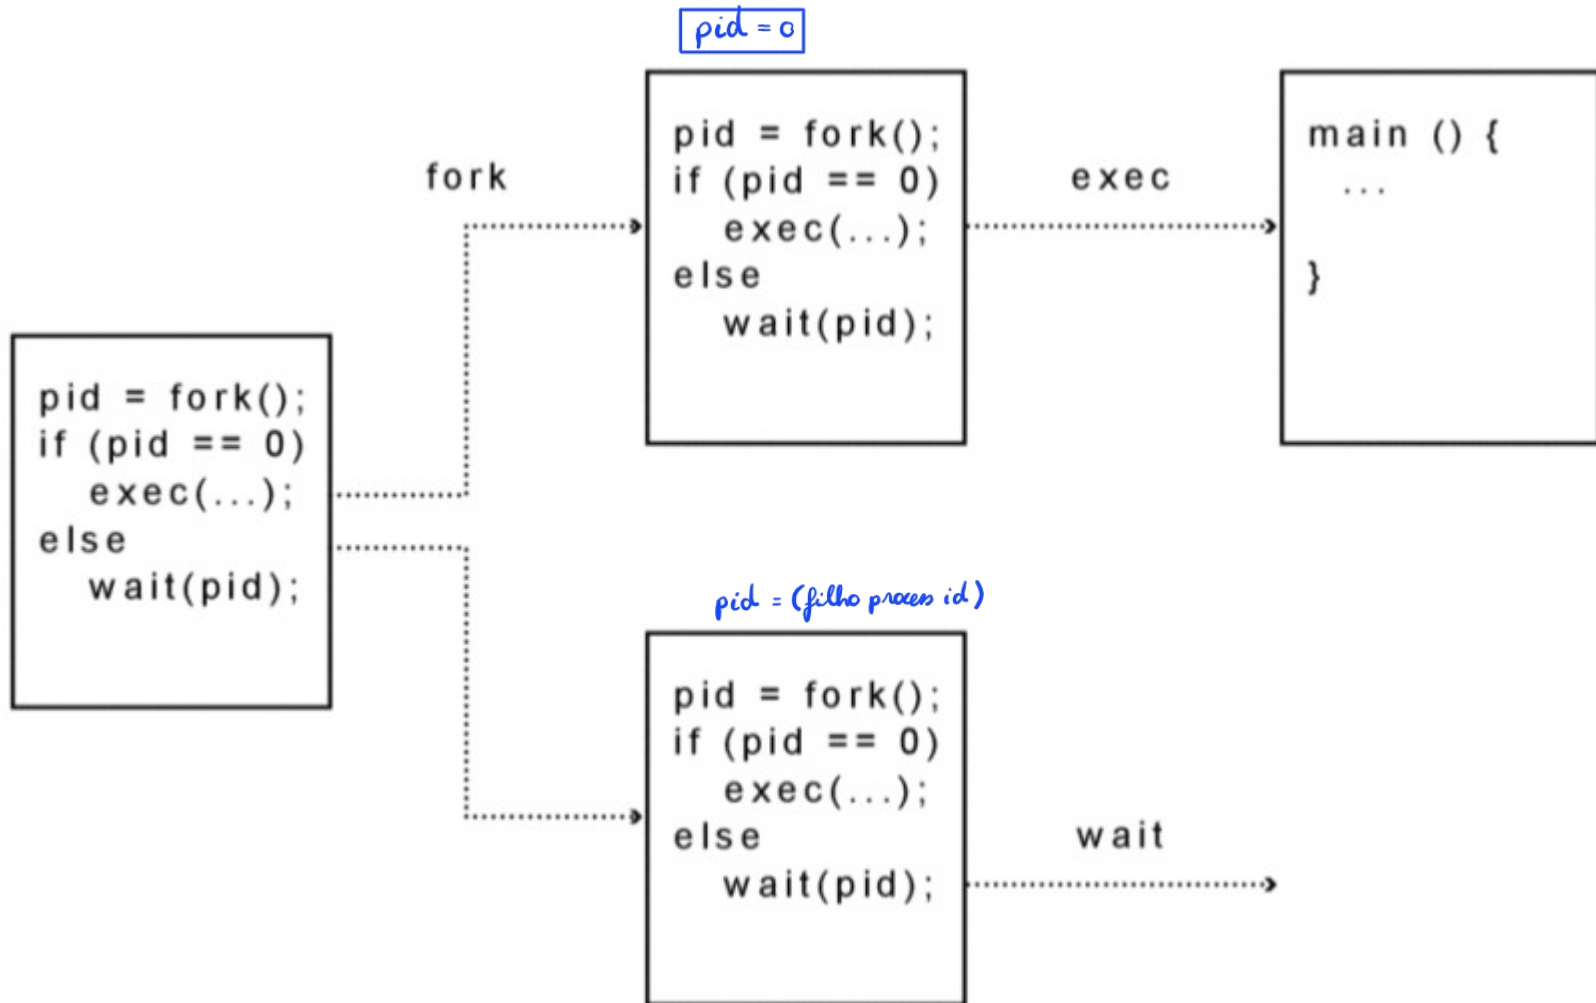 pid = 0
pid = fork();
if (pid == 0)
exec(...);
else
wait(pid);
fork
exec
main () {
...
}
pid = fork();
if (pid == 0)
exec(...);
else
wait(pid);
pid = (filho process id)
pid = fork();
if (pid == 0)
exec(...);
else
wait(pid);
wait